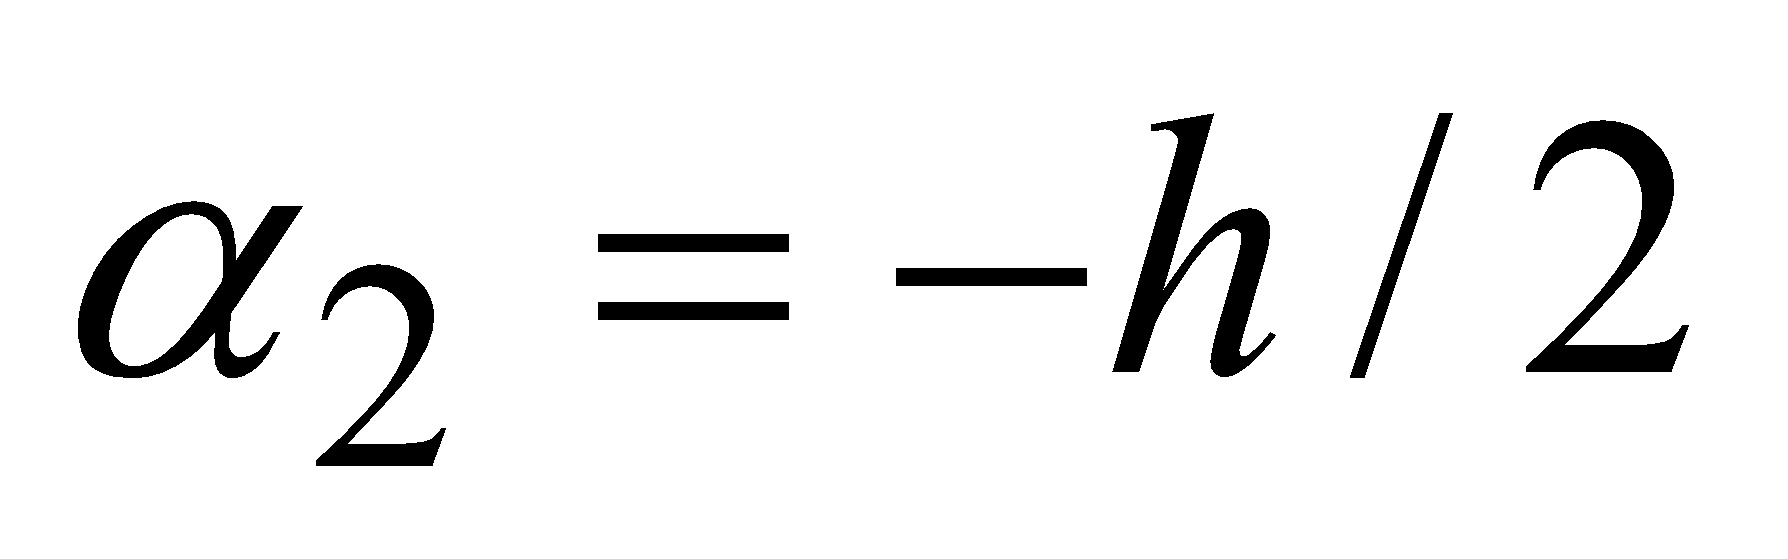 α₂ = −h / 2